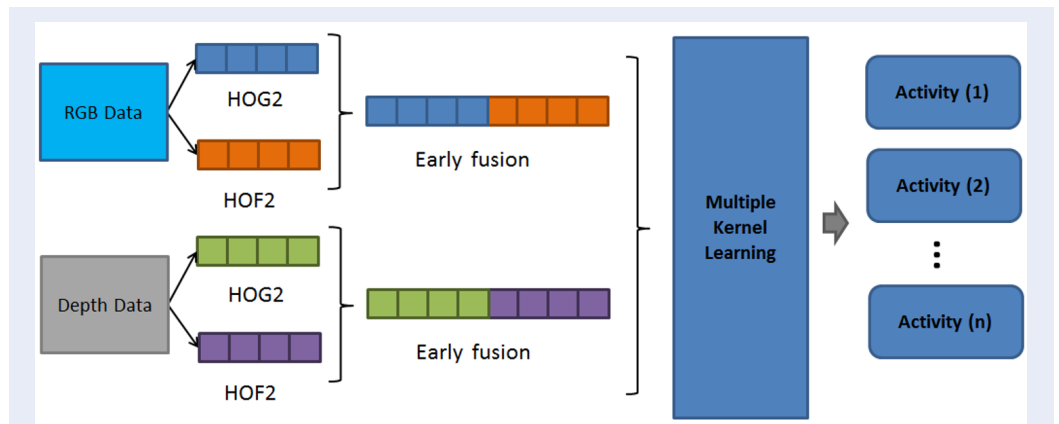 RGB Data
HOG2
HOF2
Early fusion
Depth Data
HOG2
HOF2
Early fusion
Multiple
Kernel
Learning
Activity (1)
Activity (2)
Activity (n)